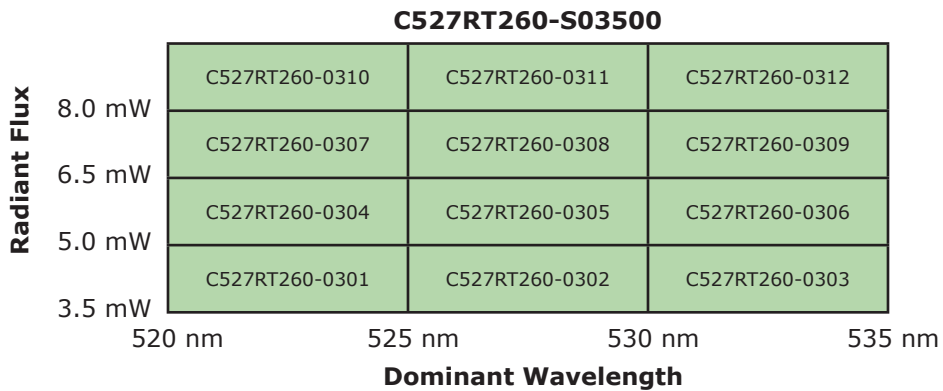 C527RT260-S03500
Radiant Flux
C527RT260-0310 C527RT260-0311 C527RT260-0312
8.0 mW
C527RT260-0307 C527RT260-0308 C527RT260-0309
6.5 mW
C527RT260-0304 C527RT260-0305 C527RT260-0306
5.0 mW
C527RT260-0301 C527RT260-0302 C527RT260-0303
3.5 mW
520 nm 525 nm 530 nm 535 nm
Dominant Wavelength